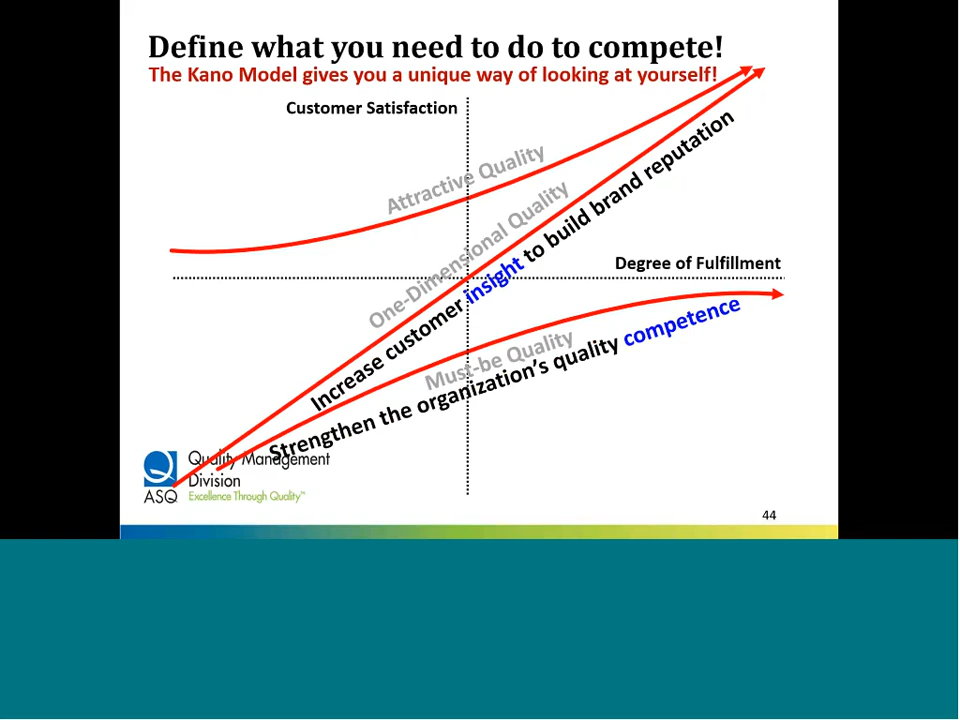 Define what you need to do to compete!
The Kano Model gives you a unique way of looking at yourself!
Customer Satisfaction
Attractive Quality
One-Dimensional Quality
Increase customer insight to build brand reputation
Degree of Fulfillment
Must-be Quality
Strengthen the organization's quality competence
Quality Management
Division
ASQ Excellence Through Quality™
44